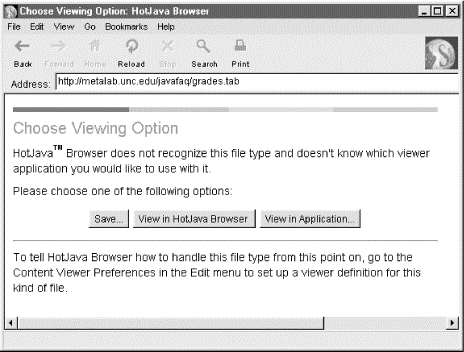 Choose Viewing Option: HotJava Browser
File Edit View Go Bookmarks Help
Back Forward Home Reload Stop Search Print
Address: http://metalab.unc.edu/javafaq/grades.tab
Choose Viewing Option
HotJava™ Browser does not recognize this file type and doesn't know which viewer
application you would like to use with it.
Please choose one of the following options:
Save... View in HotJava Browser View in Application...
To tell HotJava Browser how to handle this file type from this point on, go to the
Content Viewer Preferences in the Edit menu to set up a viewer definition for this
kind of file.